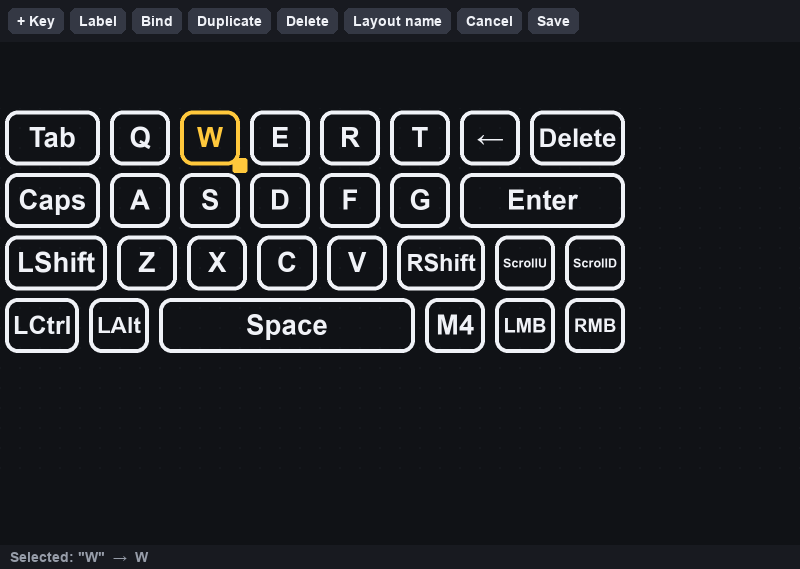 + Key Label Bind Duplicate Delete Layout name Cancel Save
Tab Q W E R T ← Delete
Caps A S D F G Enter
LShift Z X C V RShift ScrollU ScrollD
LCtrl LAlt Space M4 LMB RMB
Selected: "W" → W